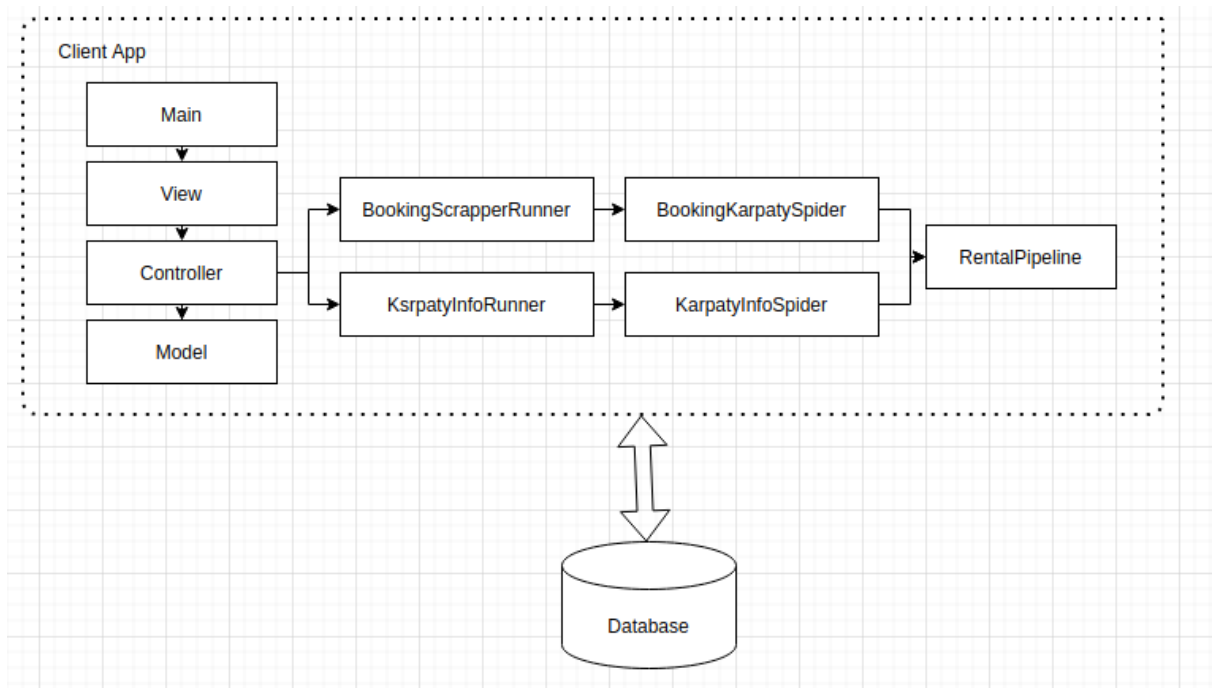 Client App
Main
View
Controller
Model
BookingScrapperRunner
BookingKarpatySpider
KsrpatyInfoRunner
KarpatyInfoSpider
RentalPipeline
Database